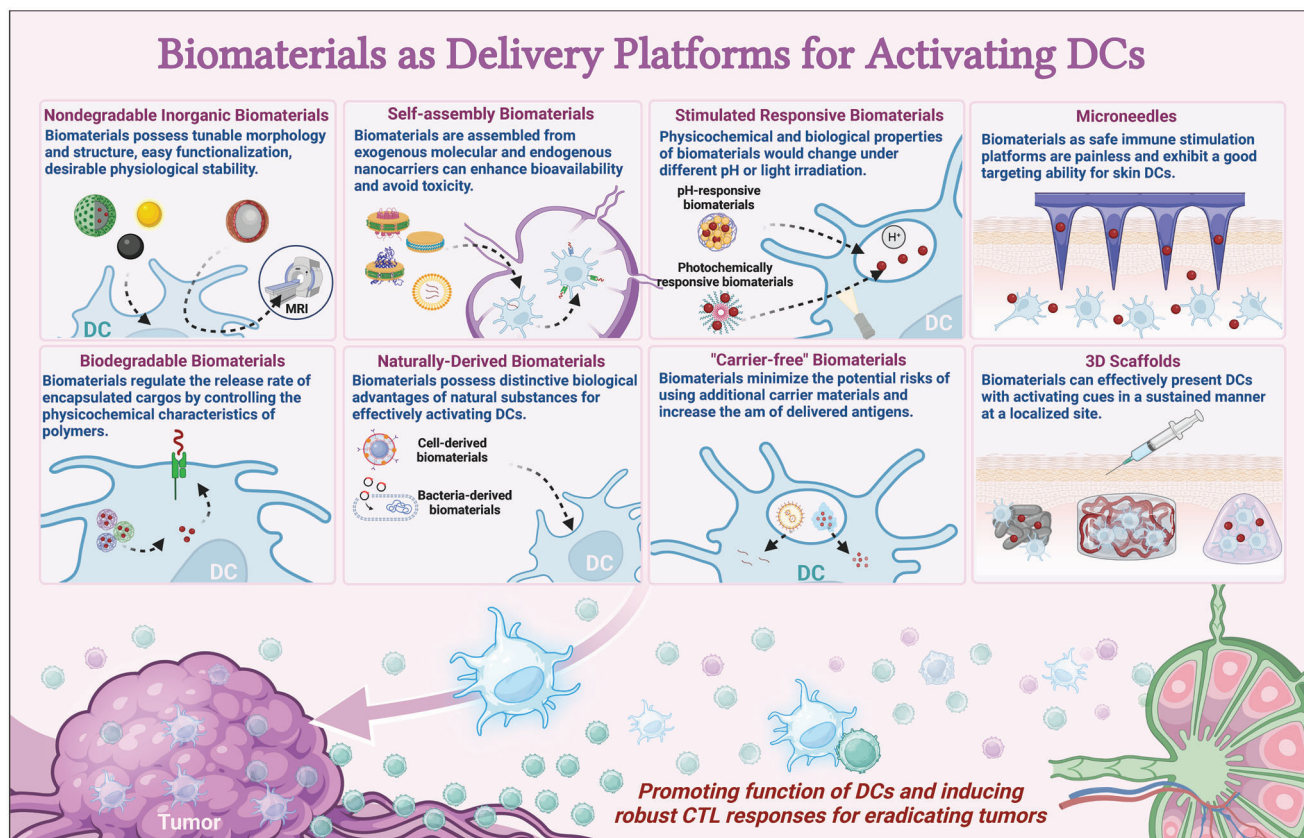 Biomaterials as Delivery Platforms for Activating DCs
Nondegradable Inorganic Biomaterials
Biomaterials possess tunable morphology
and structure, easy functionalization,
desirable physiological stability.
MRI
DC
Self-assembly Biomaterials
Biomaterials are assembled from
exogenous molecular and endogenous
nanocarriers can enhance bioavailability
and avoid toxicity.
Stimulated Responsive Biomaterials
Physicochemical and biological properties
of biomaterials would change under
different pH or light irradiation.
pH-responsive
biomaterials
H+
Photochemically
responsive biomaterials
DC
Microneedles
Biomaterials as safe immune stimulation
platforms are painless and exhibit a good
targeting ability for skin DCs.
Biodegradable Biomaterials
Biomaterials regulate the release rate of
encapsulated cargos by controlling the
physicochemical characteristics of
polymers.
DC
Naturally-Derived Biomaterials
Biomaterials possess distinctive biological
advantages of natural substances for
effectively activating DCs.
Cell-derived
biomaterials
Bacteria-derived
biomaterials
DC
"Carrier-free" Biomaterials
Biomaterials minimize the potential risks of
using additional carrier materials and
increase the am of delivered antigens.
DC
3D Scaffolds
Biomaterials can effectively present DCs
with activating cues in a sustained manner
at a localized site.
Tumor
Promoting function of DCs and inducing
robust CTL responses for eradicating tumors